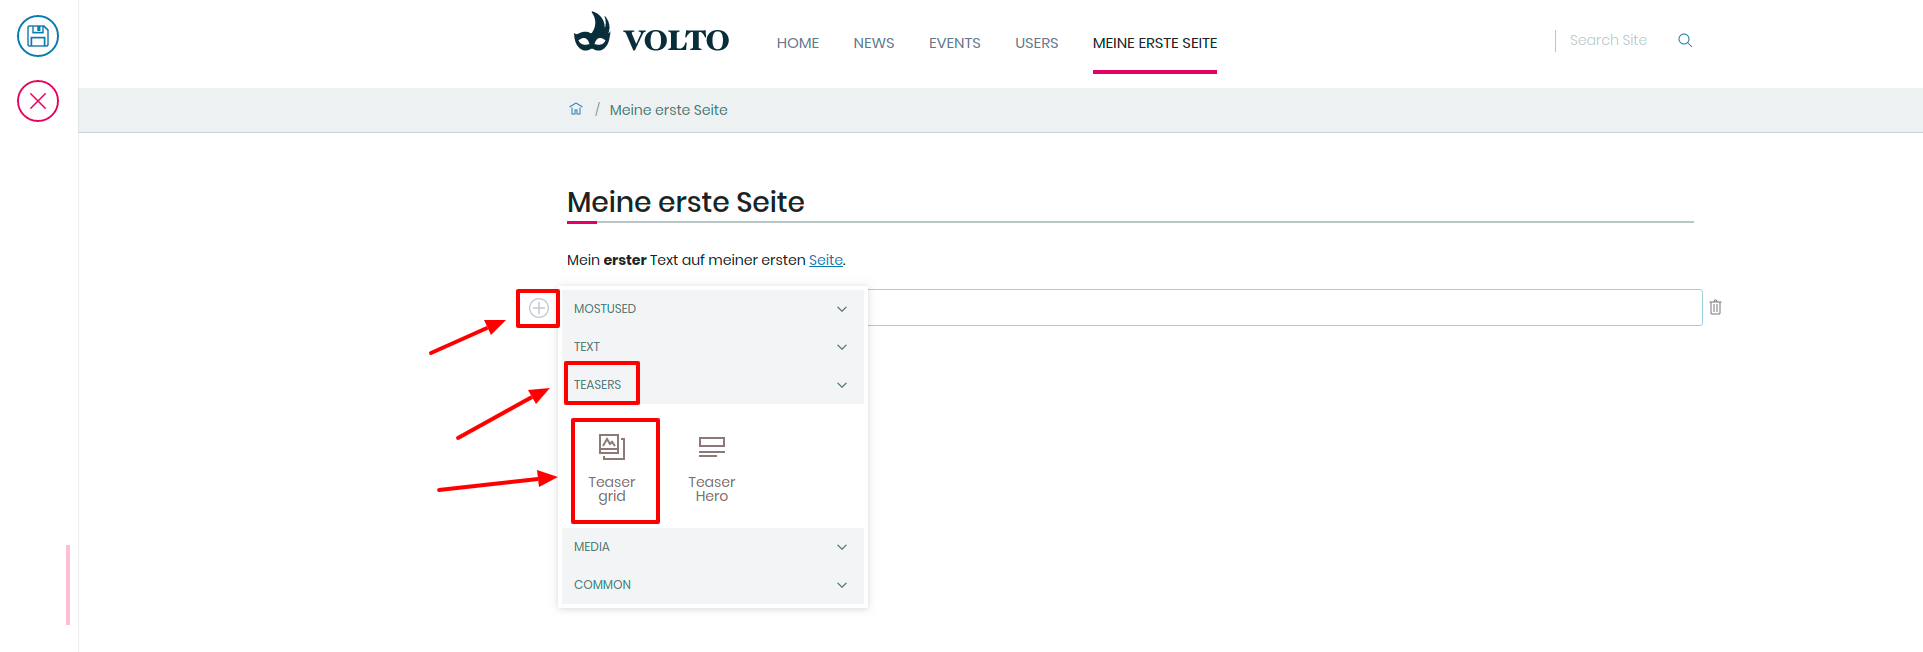 VOLTO
HOME NEWS EVENTS USERS MEINE ERSTE SEITE
Search Site
/ Meine erste Seite
Meine erste Seite
Mein erster Text auf meiner ersten Seite.
MOSTUSED
TEXT
TEASERS
Teaser grid
Teaser Hero
MEDIA
COMMON